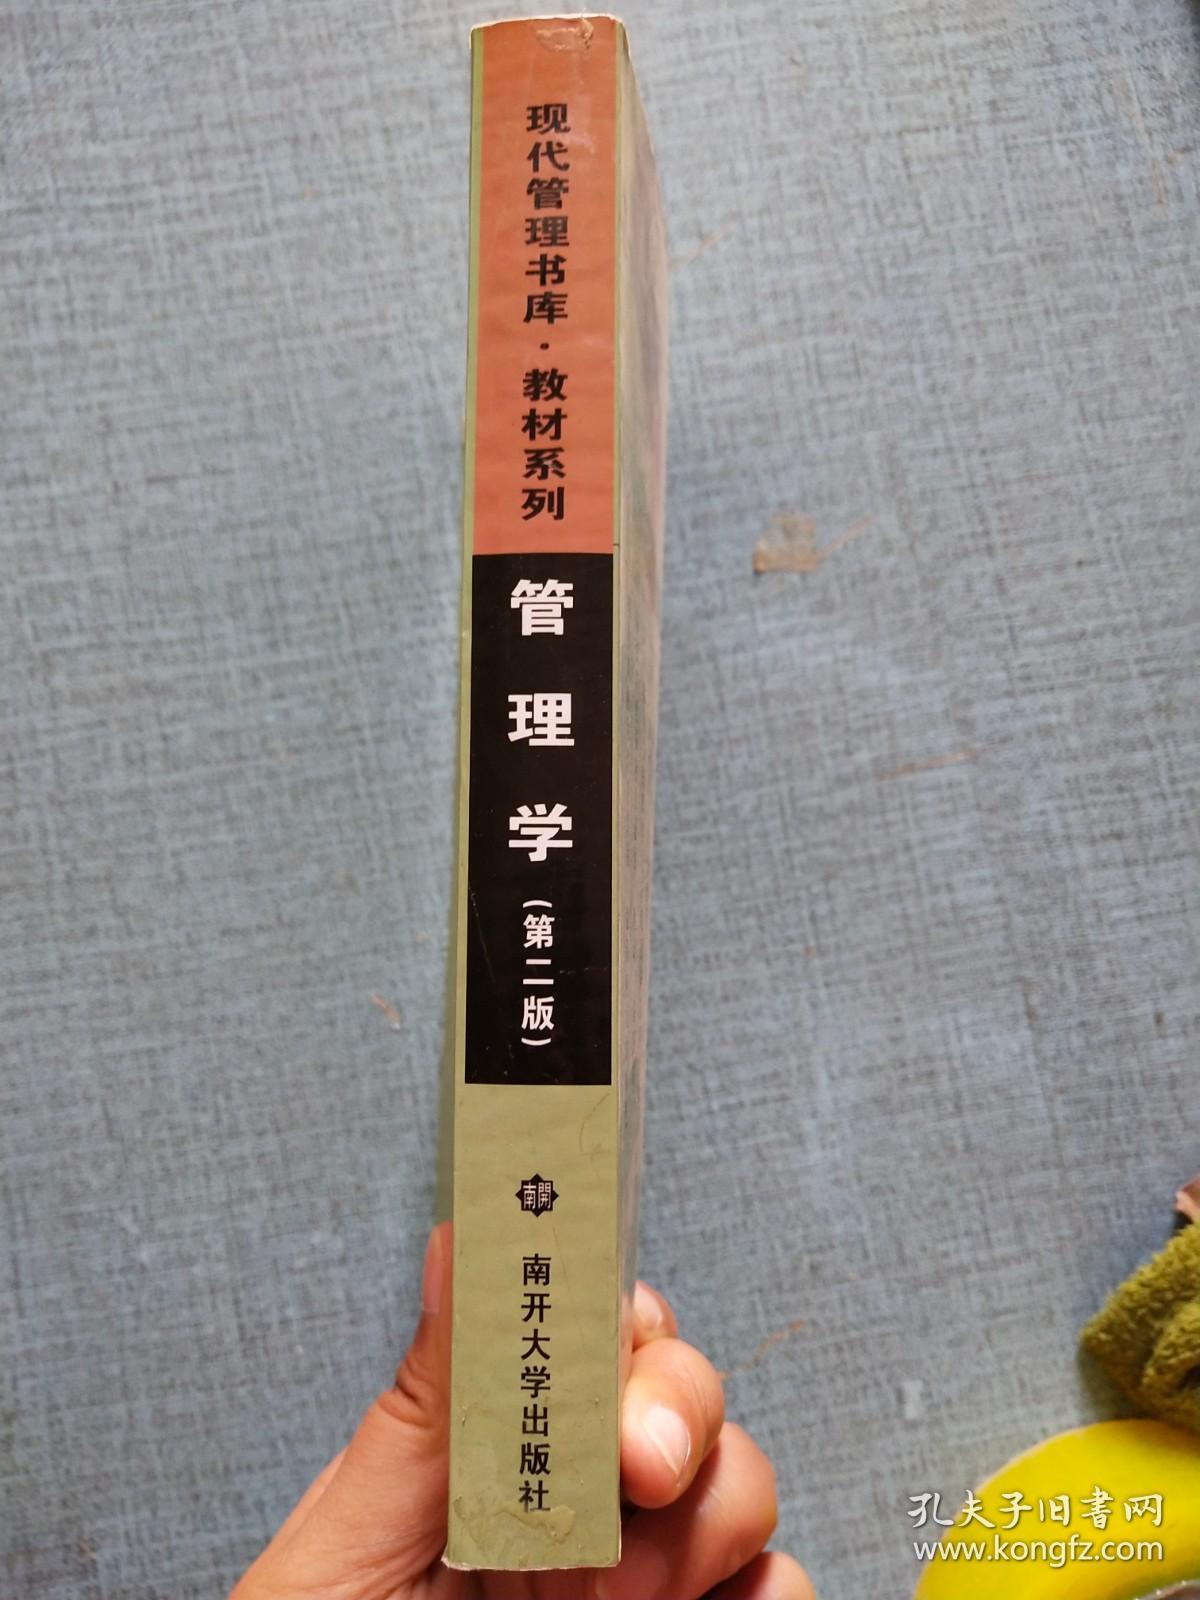 现代管理书库·教材系列
管理学(第二版)
南開
南开大学出版社
孔夫子旧书网
www.kongfz.com